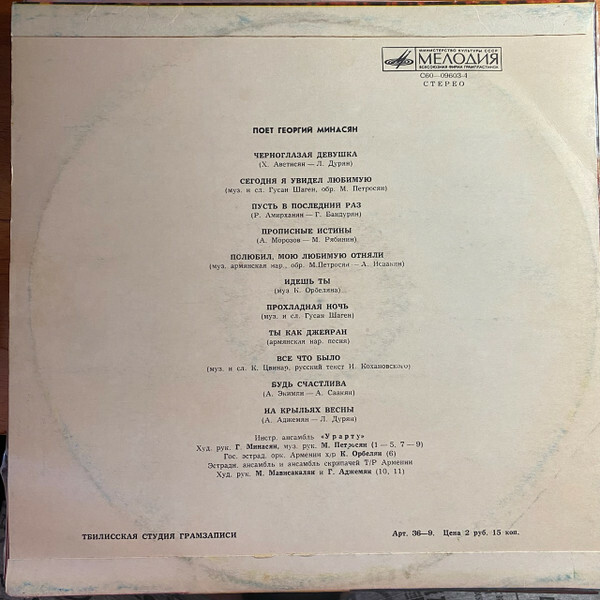 МИНИСТЕРСТВО КУЛЬТУРЫ СССР
МЕЛОДИЯ
ВСЕСОЮЗНАЯ ФИРМА ГРАМПЛАСТИНОК
С60—09603-4
СТЕРЕО
ПОЕТ ГЕОРГИЙ МИНАСЯН
ЧЕРНОГЛАЗАЯ ДЕВУШКА
(Х. Аветисян — Л. Дурян)
СЕГОДНЯ Я УВИДЕЛ ЛЮБИМУЮ
(муз. и сл. Гусан Шаген, обр. М. Петросян)
ПУСТЬ В ПОСЛЕДНИЙ РАЗ
(Р. Амирханян — Г. Бандурян)
ПРОПИСНЫЕ ИСТИНЫ
(А. Морозов — М. Рябинин)
ПОЛЮБИЛ, МОЮ ЛЮБИМУЮ ОТНЯЛИ
(муз. армянская нар., обр. М.Петросян — А. Исаакян)
ИДЕШЬ ТЫ
(муз К. Орбеляна)
ПРОХЛАДНАЯ НОЧЬ
(муз. и сл. Гусан Шаген)
ТЫ КАК ДЖЕЙРАН
(армянская нар. песня)
ВСЕ ЧТО БЫЛО
(муз. и сл. К. Цвинар, русский текст Н. Кохановского)
БУДЬ СЧАСТЛИВА
(А. Экимян — А. Саакян)
НА КРЫЛЬЯХ ВЕСНЫ
(А. Аджемян — Л. Дурян)
Инстр. ансамбль «Урарту»
Худ. рук. Г. Минасян, муз. рук. М. Петросян (1 — 5, 7 — 9)
Гос. эстрад. орк. Армении х/р К. Орбелян (6)
Эстрадн. ансамбль и ансамбль скрипачей Т/Р Армении
Худ. рук. М. Мависакалян и Г. Аджемян (10, 11)
ТБИЛИССКАЯ СТУДИЯ ГРАМЗАПИСИ
Арт. 36—9. Цена 2 руб. 15 коп.